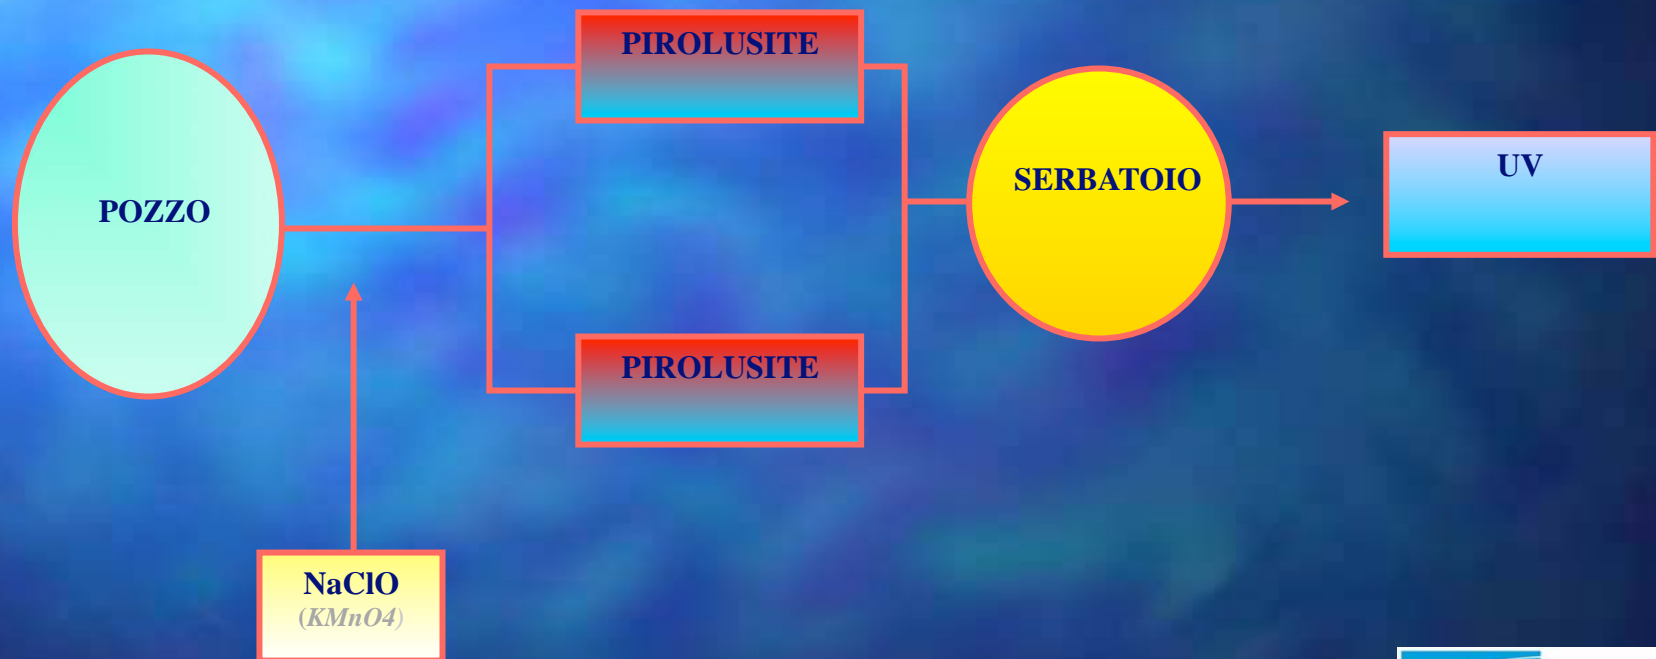 PIROLUSITE
POZZO
SERBATOIO
UV
PIROLUSITE
NaClO
(KMnO4)